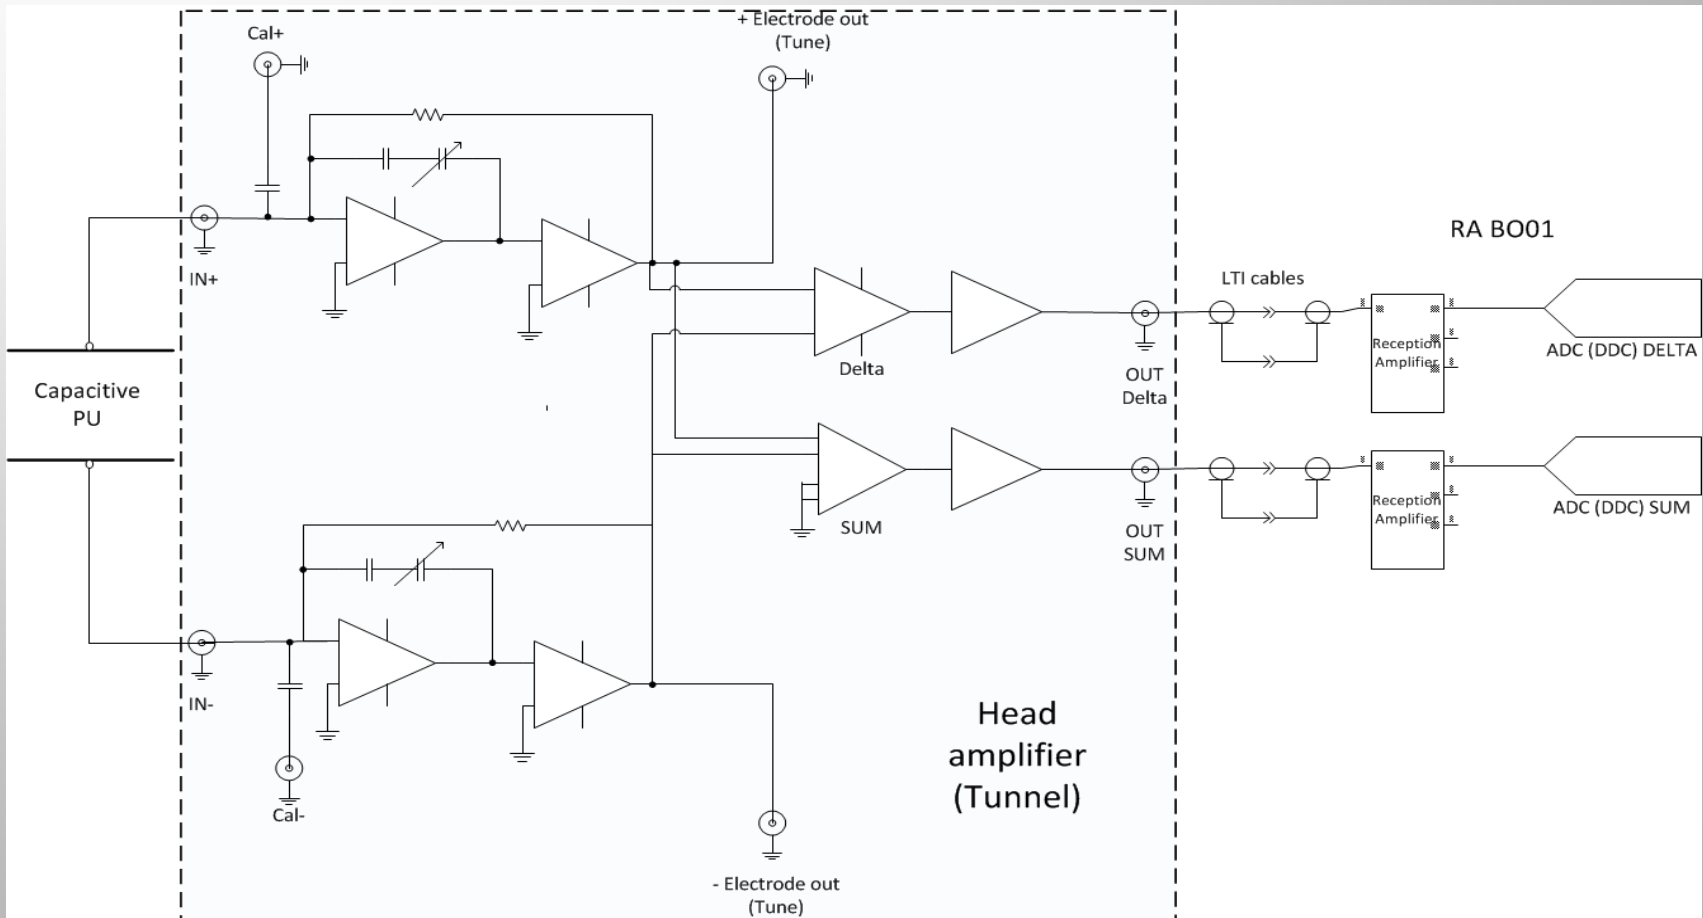 Cal+
+ Electrode out
(Tune)
IN+
Capacitive
PU
Delta
OUT
Delta
LTI cables
RA BO01
Reception
Amplifier
ADC (DDC) DELTA
SUM
OUT
SUM
Reception
Amplifier
ADC (DDC) SUM
IN-
Cal-
Head
amplifier
(Tunnel)
- Electrode out
(Tune)